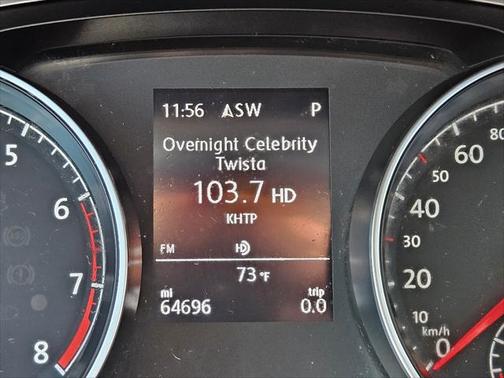 11:56 ASW P
Overnight Celebrity
Twista
103.7 HD
KHTP
FM HD
73 °F
mi trip
64696 0.0
5
6
7
8
80
60
50
40
30
20
10
km/h
0